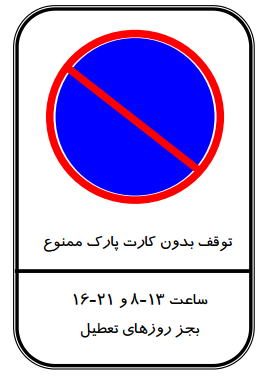 توقف بدون کارت پارک ممنوع
ساعت ۱۳-۸ و ۲۱-۱۶
بجز روزهای تعطیل